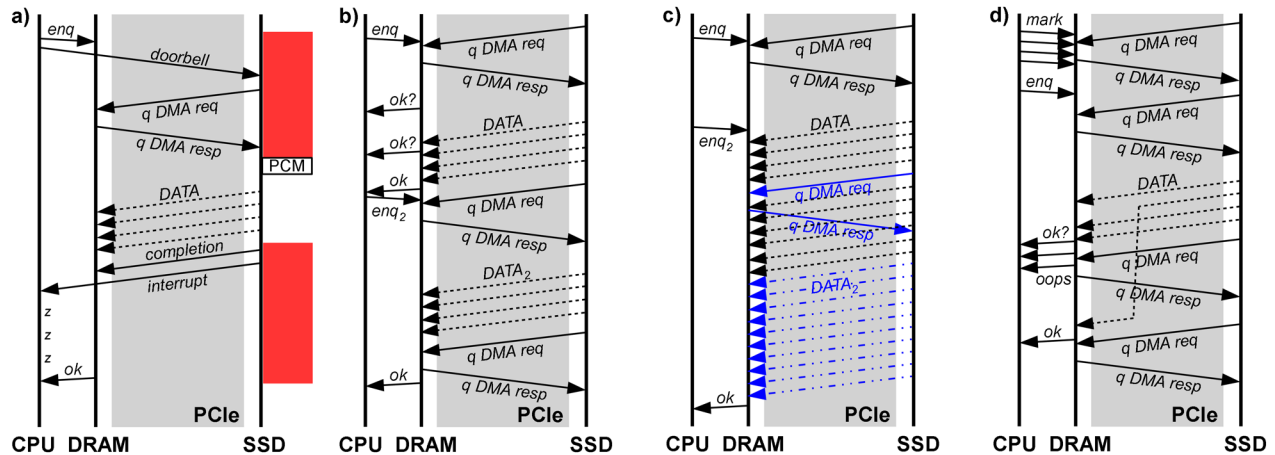 a)
enq
doorbell
q DMA req
q DMA resp
PCM
DATA
completion
interrupt
z
z
z
ok
PCIe
CPU DRAM SSD
b)
enq
q DMA req
q DMA resp
ok?
DATA
ok?
ok
q DMA req
enq2
q DMA resp
DATA2
q DMA req
q DMA resp
ok
PCIe
CPU DRAM SSD
c)
enq
q DMA req
q DMA resp
DATA
enq2
q DMA req
q DMA resp
DATA2
ok
PCIe
CPU DRAM SSD
d)
mark
q DMA req
q DMA resp
enq
q DMA req
q DMA resp
DATA
ok?
q DMA req
oops
q DMA resp
ok
q DMA req
q DMA resp
PCIe
CPU DRAM SSD